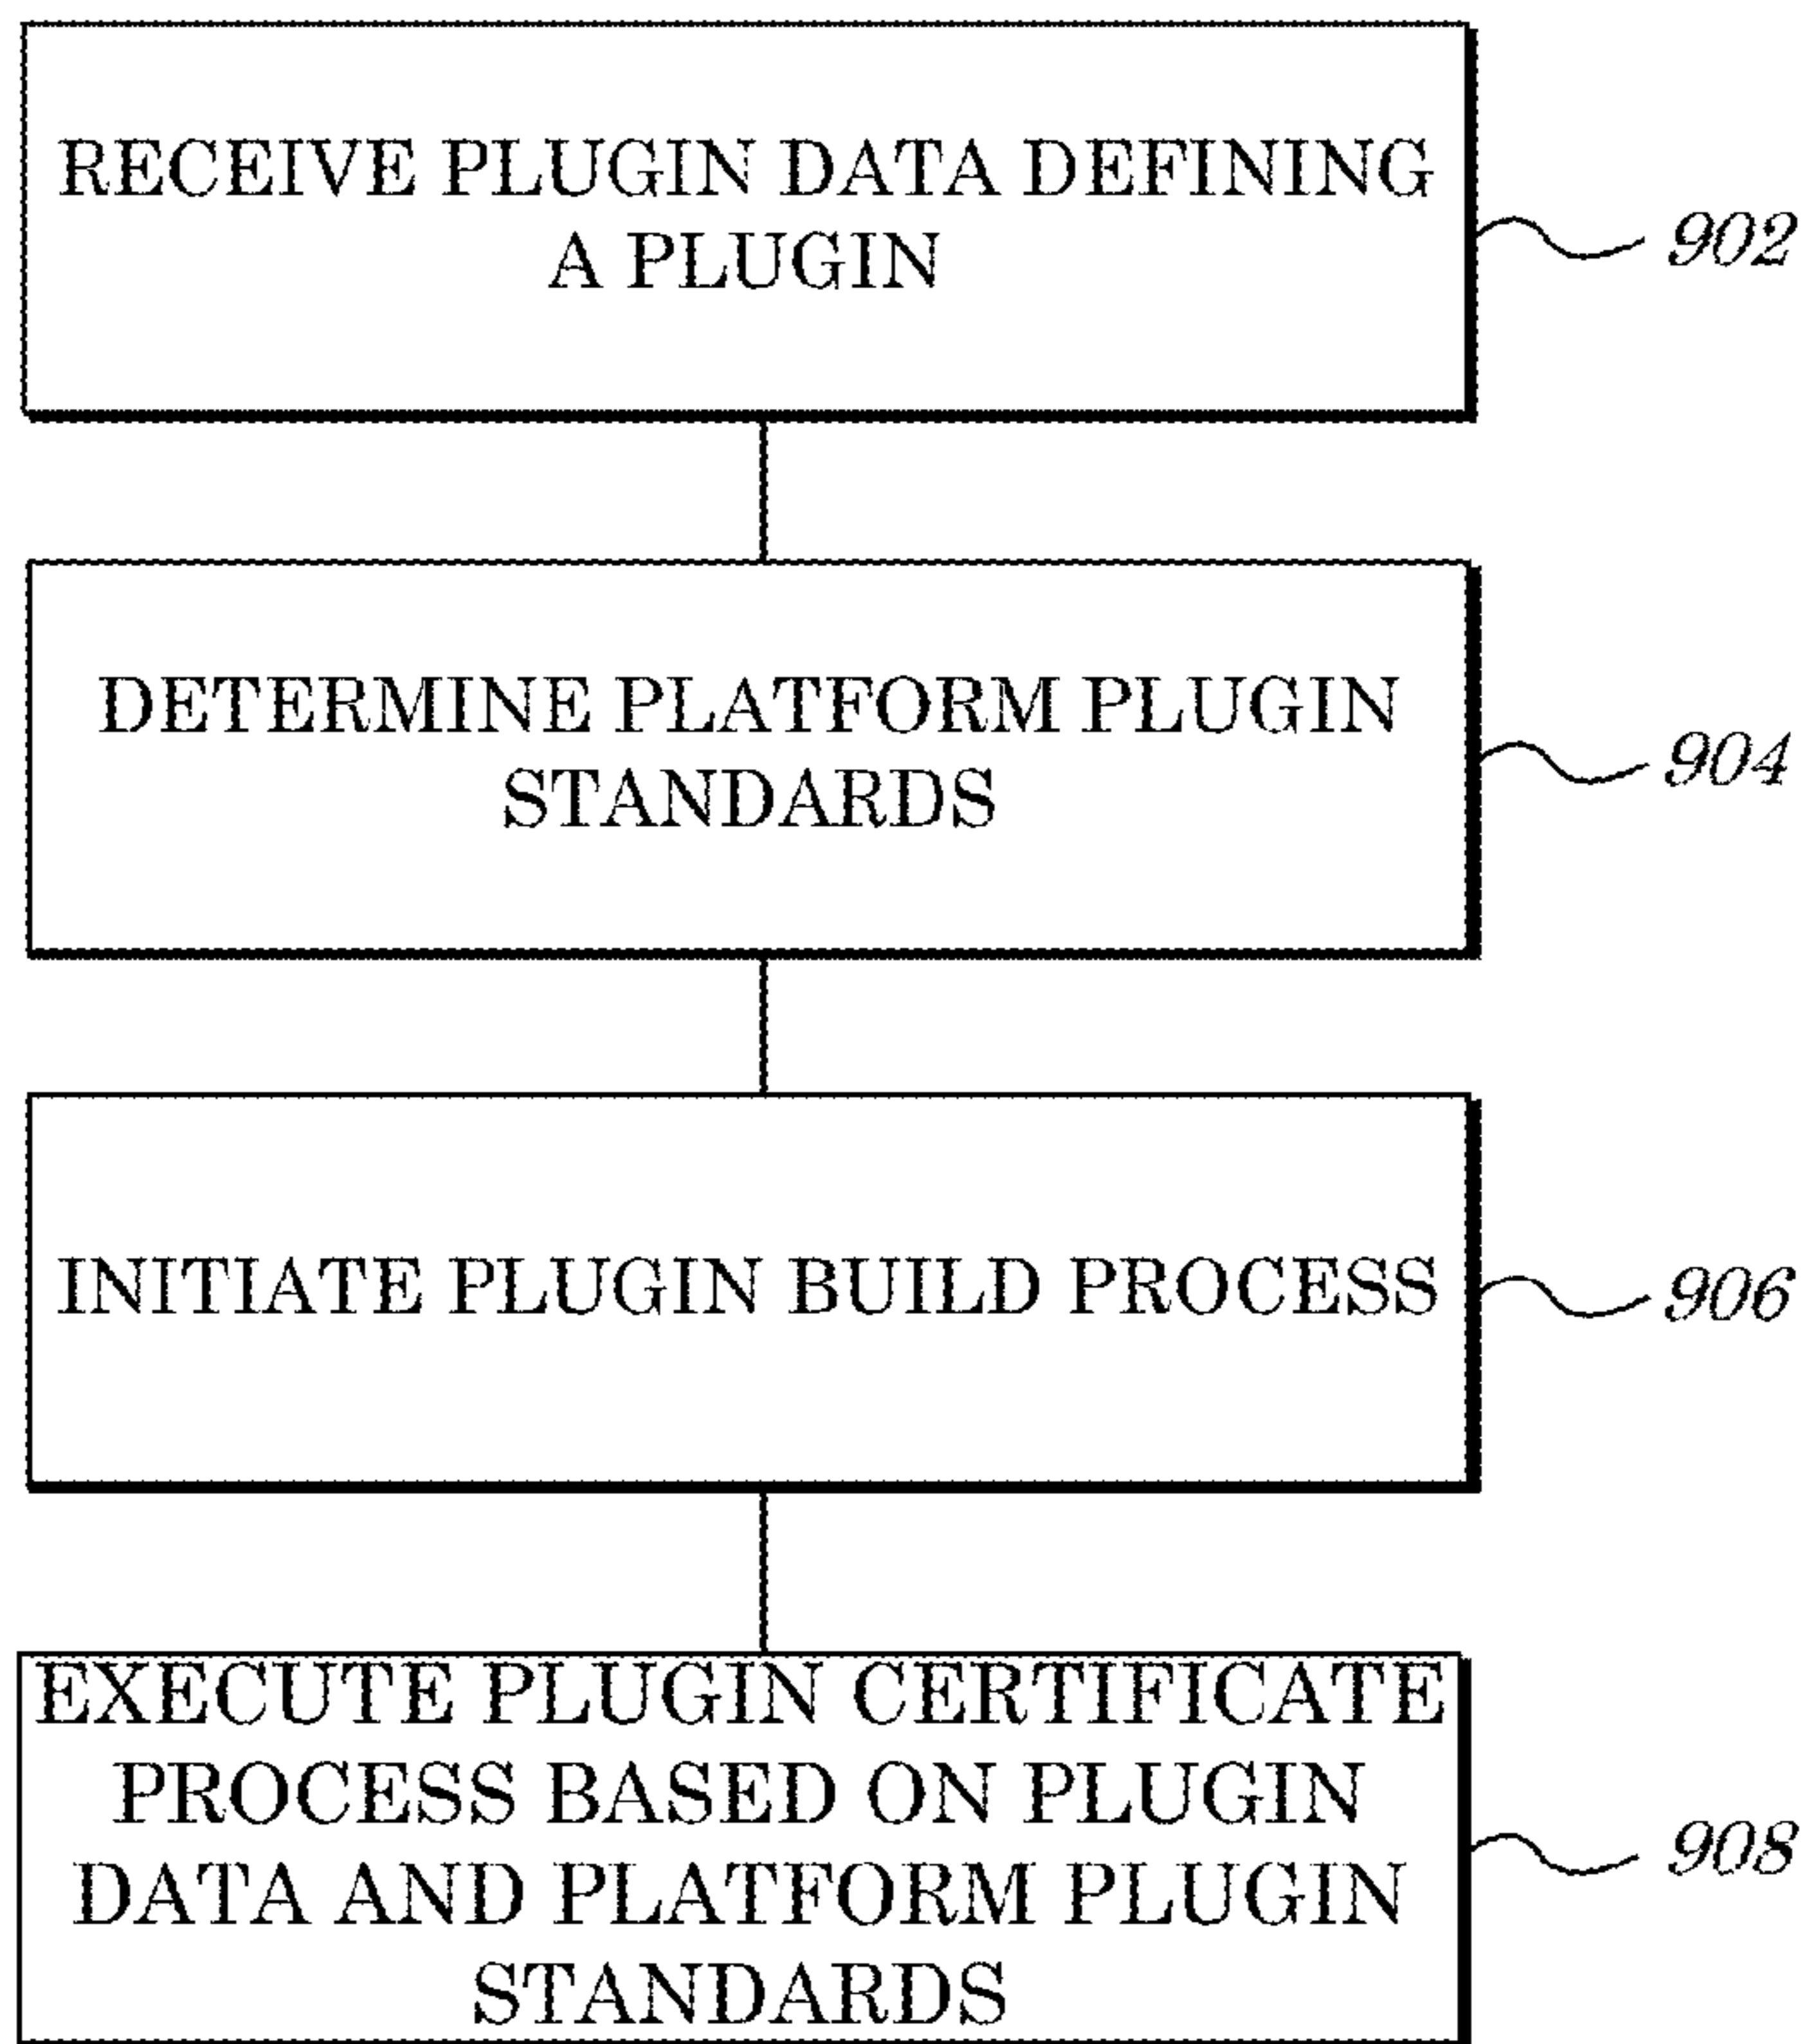 RECEIVE PLUGIN DATA DEFINING
A PLUGIN
902
DETERMINE PLATFORM PLUGIN
STANDARDS
904
INITIATE PLUGIN BUILD PROCESS
906
EXECUTE PLUGIN CERTIFICATE
PROCESS BASED ON PLUGIN
DATA AND PLATFORM PLUGIN
STANDARDS
908